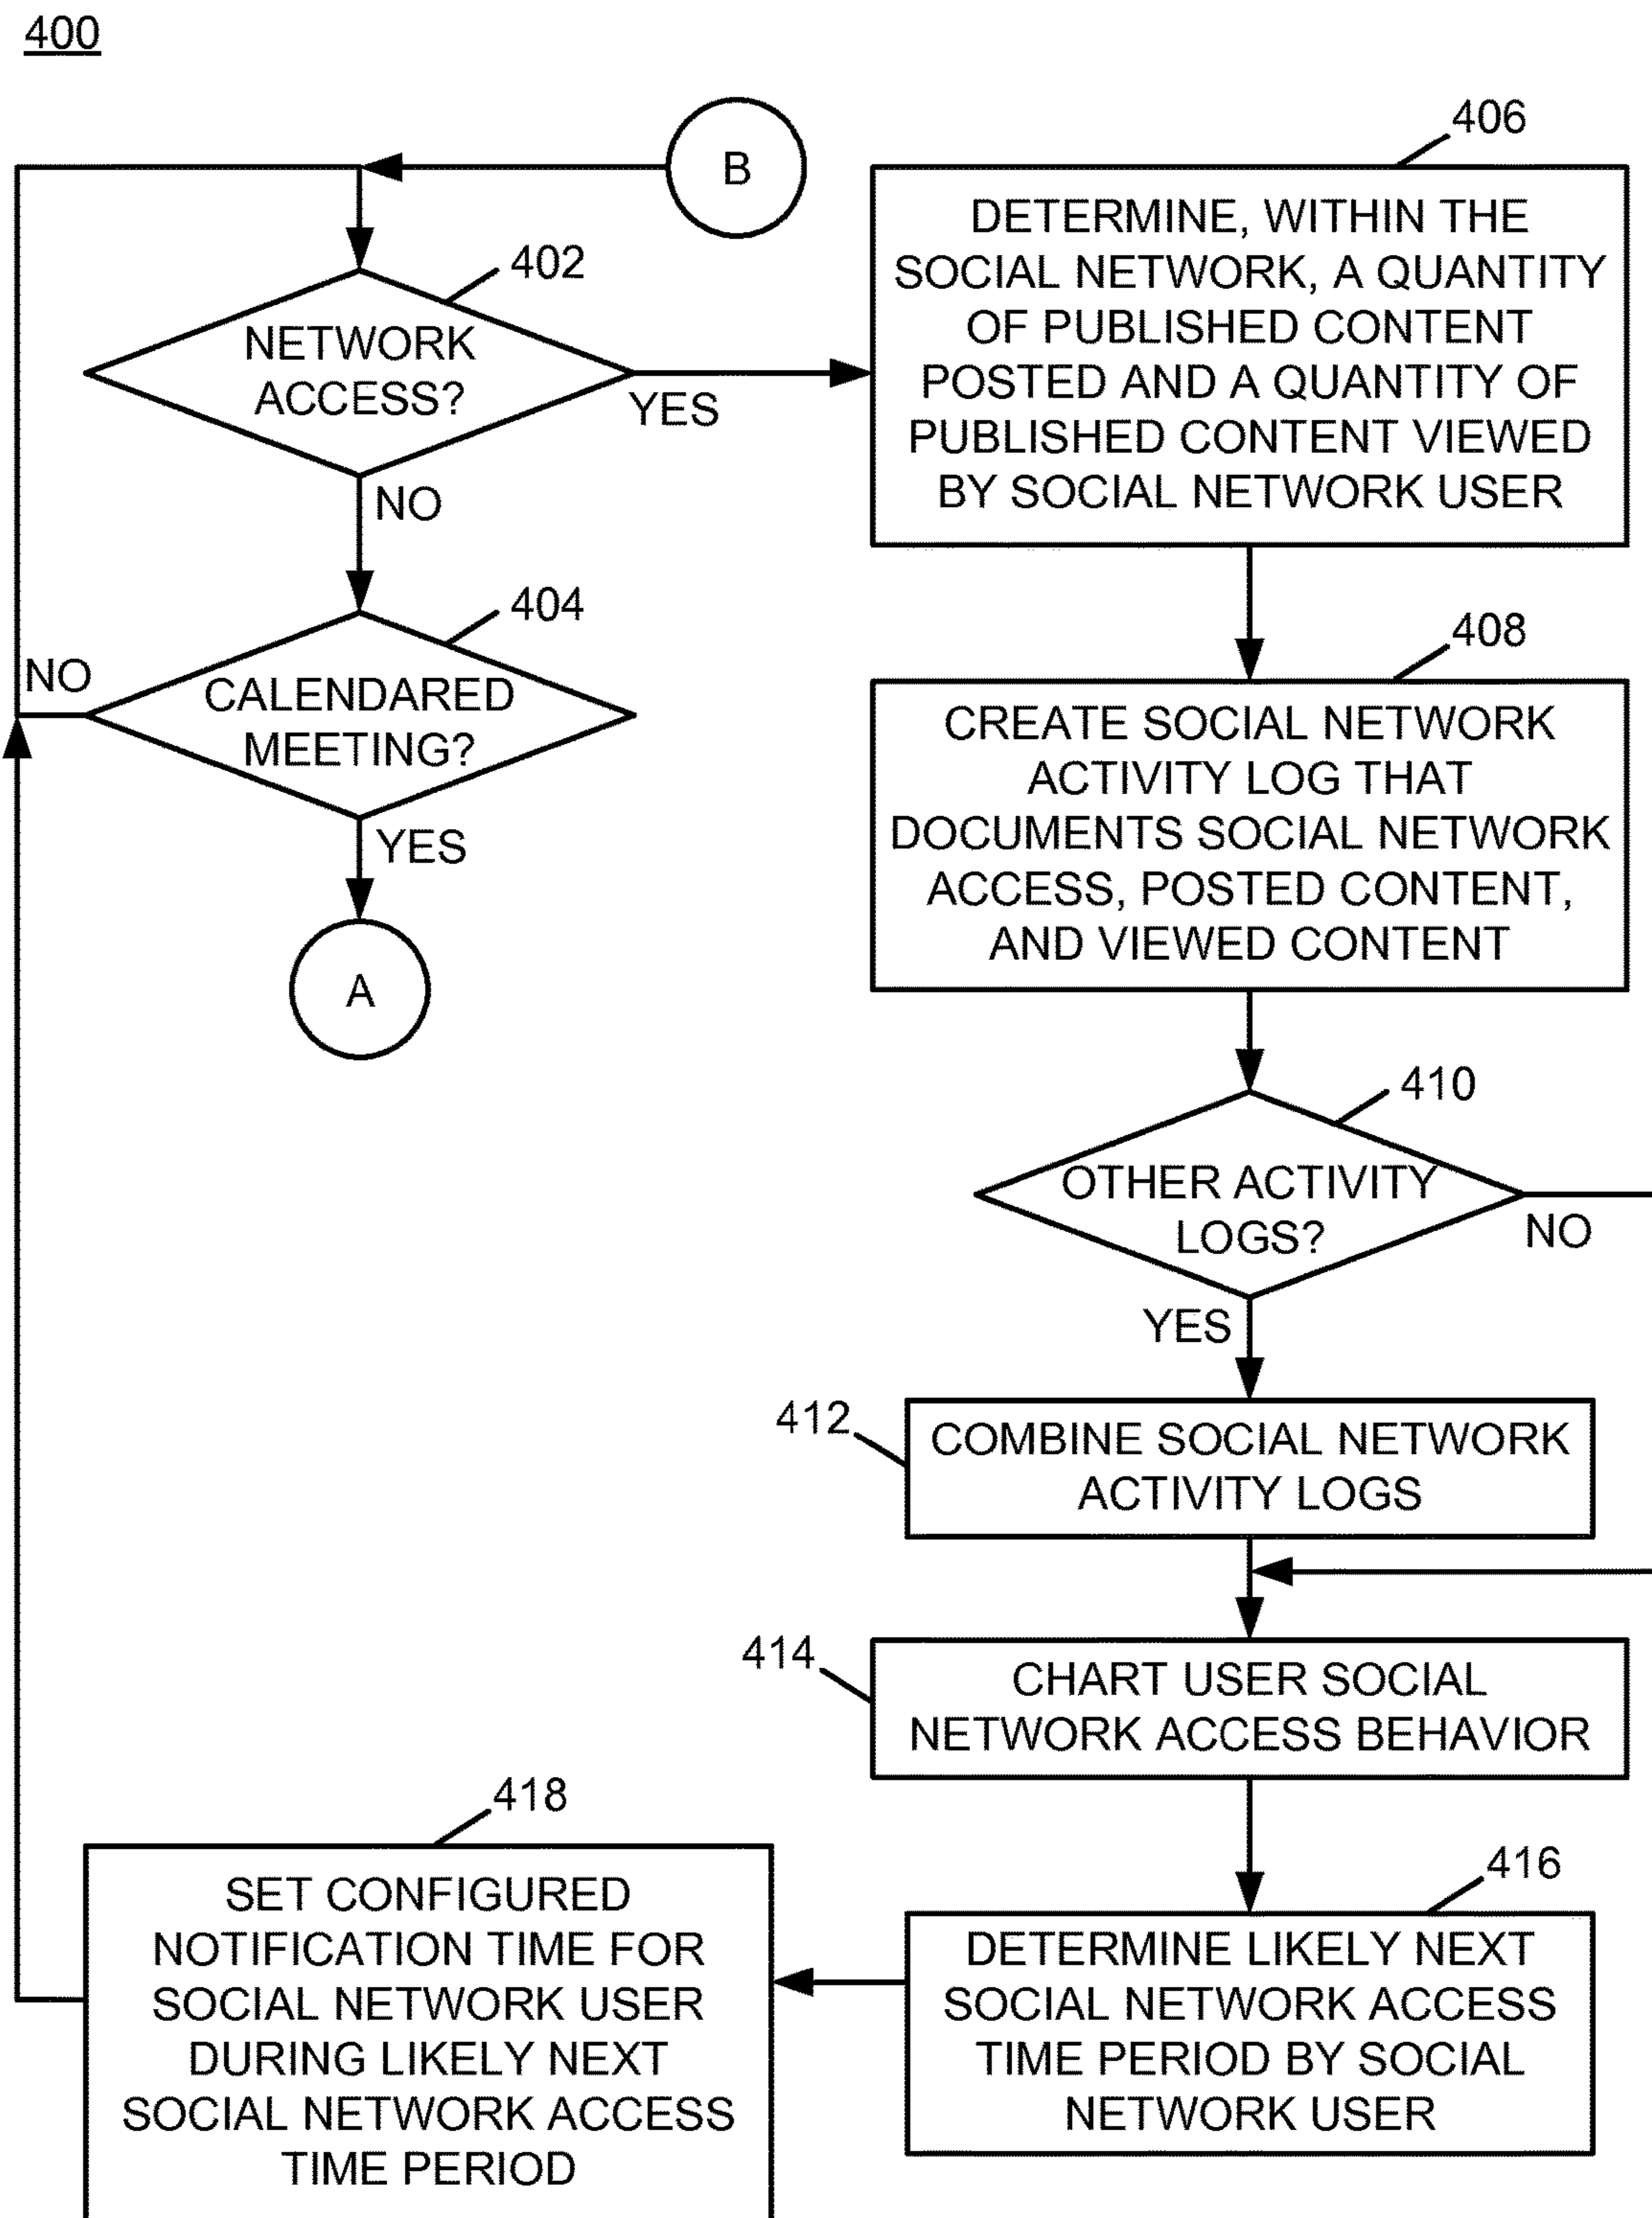 400
B
402
NETWORK
ACCESS?
YES
NO
404
CALENDARED
MEETING?
NO
YES
A
406
DETERMINE, WITHIN THE
SOCIAL NETWORK, A QUANTITY
OF PUBLISHED CONTENT
POSTED AND A QUANTITY OF
PUBLISHED CONTENT VIEWED
BY SOCIAL NETWORK USER
408
CREATE SOCIAL NETWORK
ACTIVITY LOG THAT
DOCUMENTS SOCIAL NETWORK
ACCESS, POSTED CONTENT,
AND VIEWED CONTENT
410
OTHER ACTIVITY
LOGS?
NO
YES
412
COMBINE SOCIAL NETWORK
ACTIVITY LOGS
414
CHART USER SOCIAL
NETWORK ACCESS BEHAVIOR
416
DETERMINE LIKELY NEXT
SOCIAL NETWORK ACCESS
TIME PERIOD BY SOCIAL
NETWORK USER
418
SET CONFIGURED
NOTIFICATION TIME FOR
SOCIAL NETWORK USER
DURING LIKELY NEXT
SOCIAL NETWORK ACCESS
TIME PERIOD